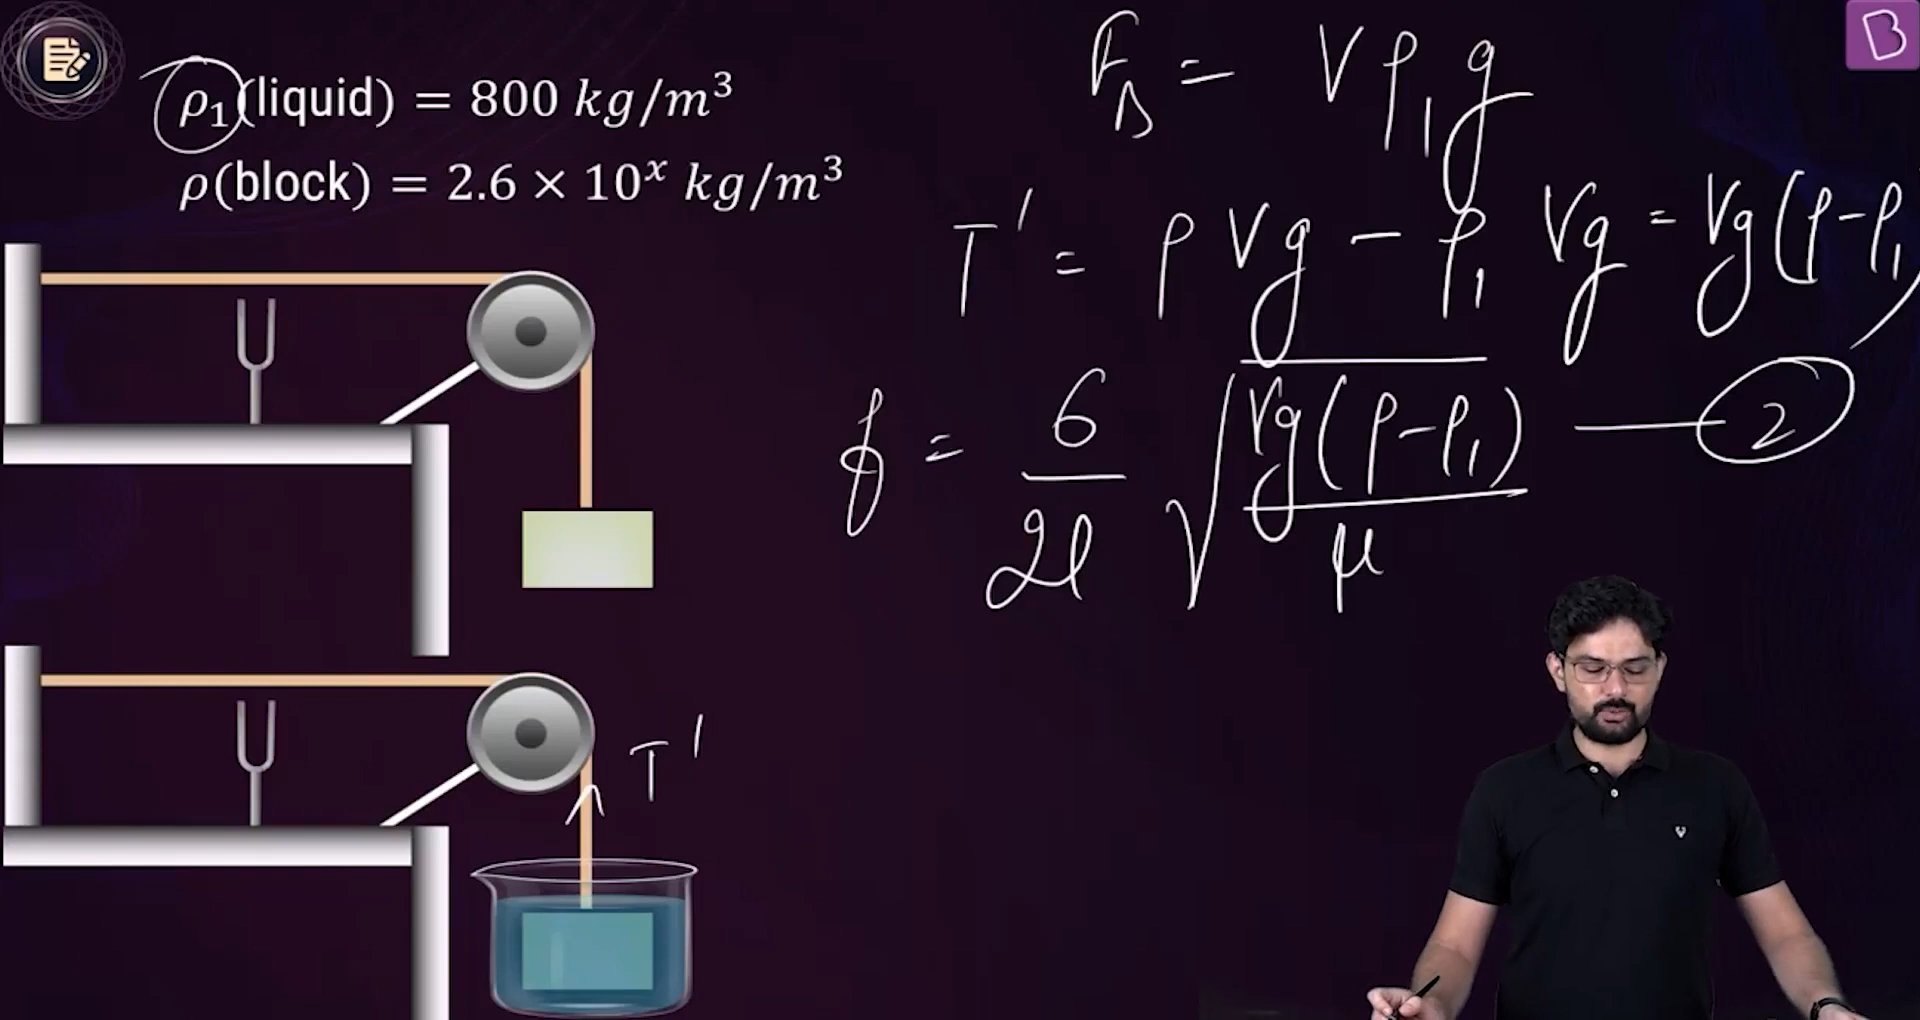 B
ρ₁(liquid) = 800 kg/m³
ρ(block) = 2.6 × 10ˣ kg/m³
F_B = Vρ₁g
T' = ρVg - ρ₁Vg = Vg(ρ-ρ₁)
f = 6/2l √(Vg(ρ-ρ₁)/μ) — 2
T'